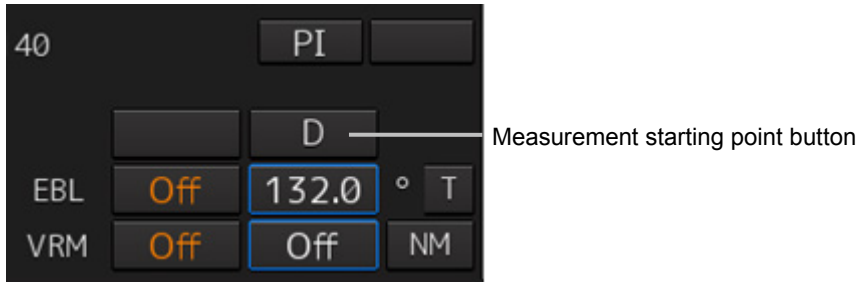 40 PI
D Measurement starting point button
EBL Off 132.0 ° T
VRM Off Off NM